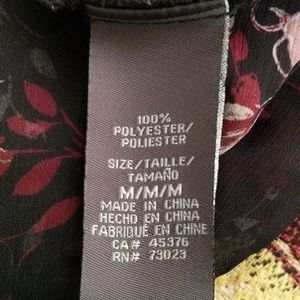 100%
POLYESTER/
POLIESTER
SIZE/TAILLE/
TAMAÑO
M/M/M
MADE IN CHINA
HECHO EN CHINA
FABRIQUÉ EN CHINE
CA# 45376
RN# 73023